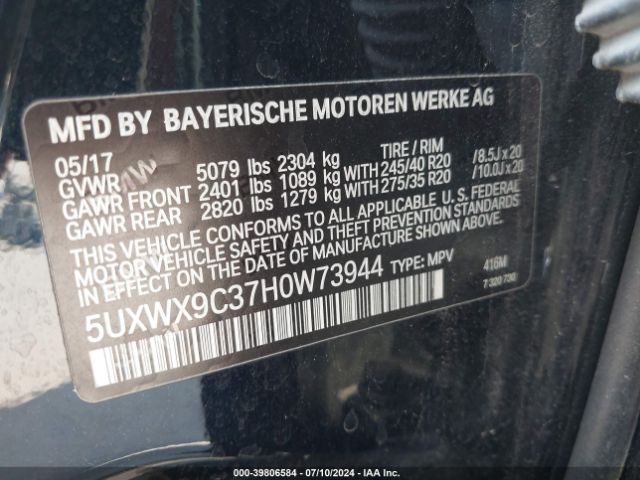 MFD BY BAYERISCHE MOTOREN WERKE AG
05/17 TIRE / RIM
GVWR 5079 lbs 2304 kg
GAWR FRONT 2401 lbs 1089 kg WITH 245/40 R20 /8.5J x 20
GAWR REAR 2820 lbs 1279 kg WITH 275/35 R20 /10.0J x 20
THIS VEHICLE CONFORMS TO ALL APPLICABLE U.S. FEDERAL
MOTOR VEHICLE SAFETY AND THEFT PREVENTION STANDARDS
IN EFFECT ON THE DATE OF MANUFACTURE SHOWN ABOVE.
5UXWX9C37H0W73944 TYPE: MPV 416M
7 320 730
000-39806584 / 07/10/2024 / IAA Inc.